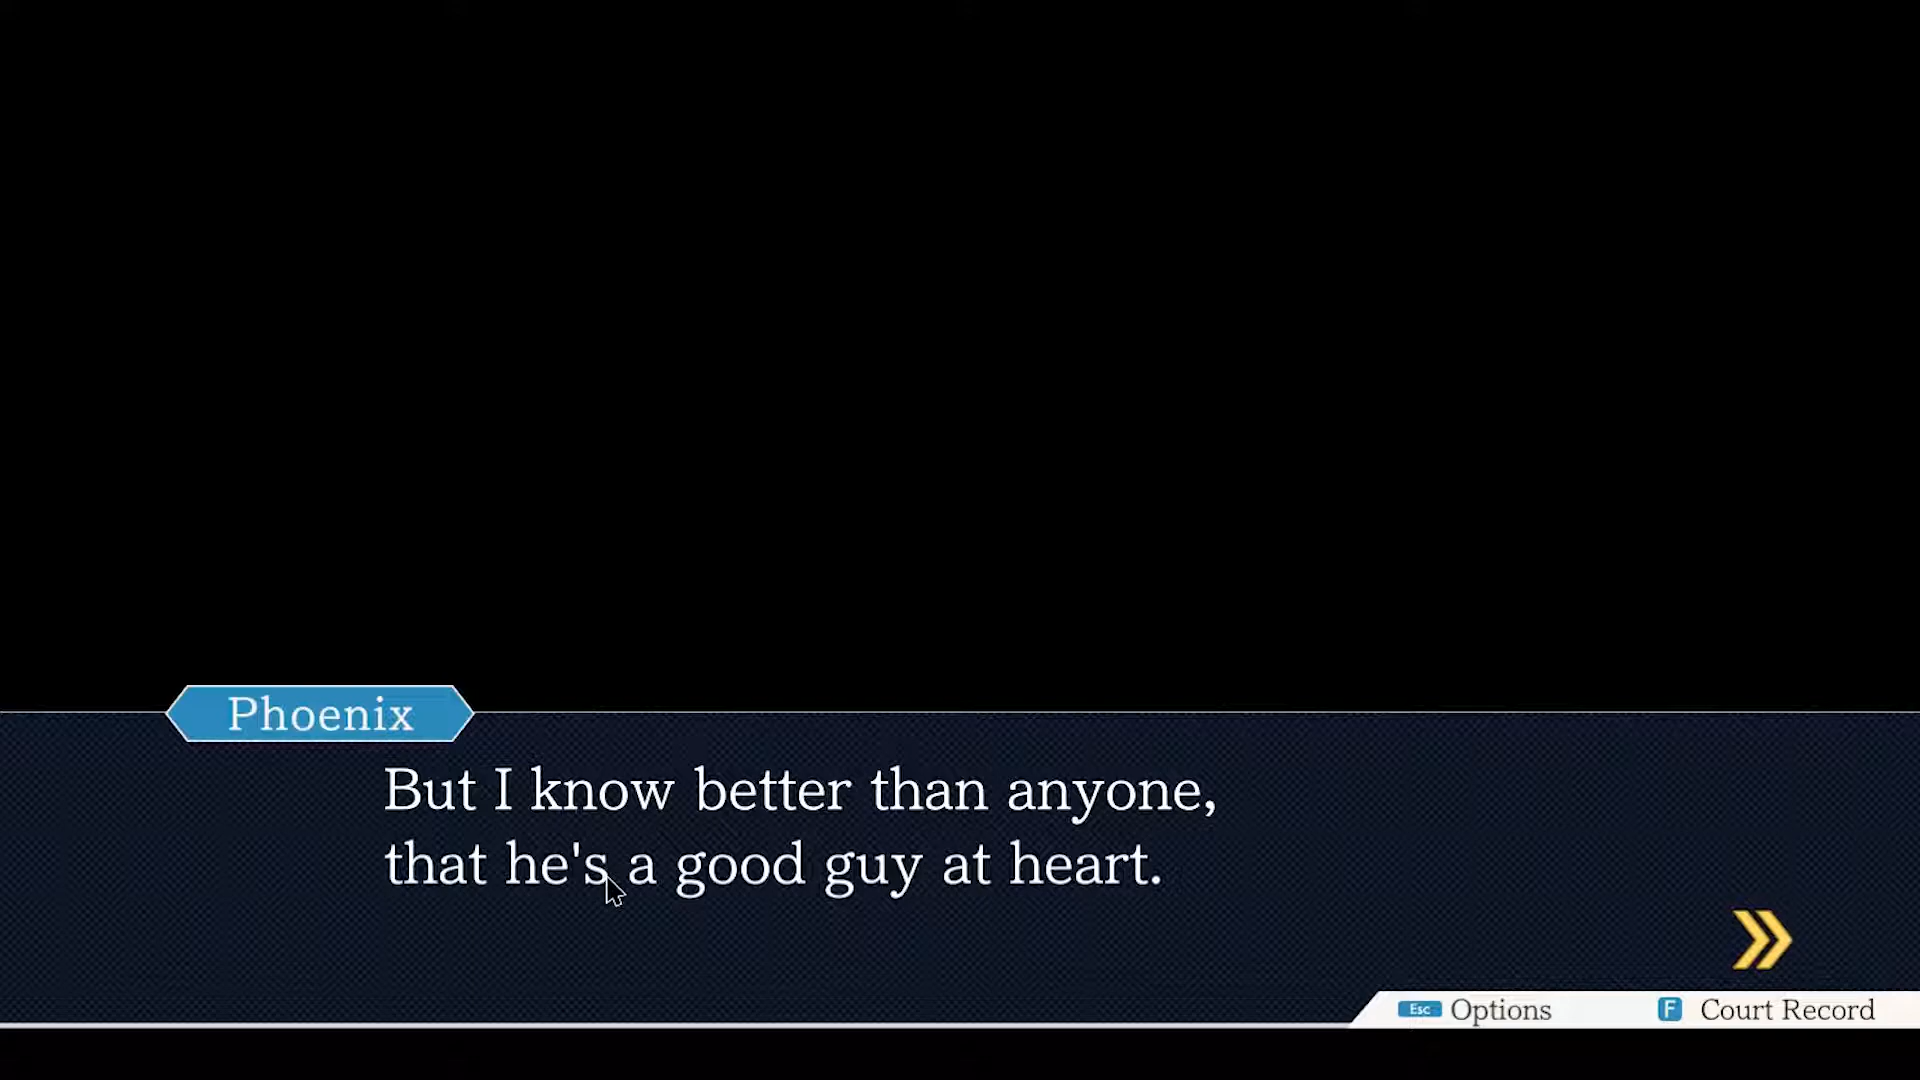 Phoenix
But I know better than anyone,
that he's a good guy at heart.
Esc Options F Court Record